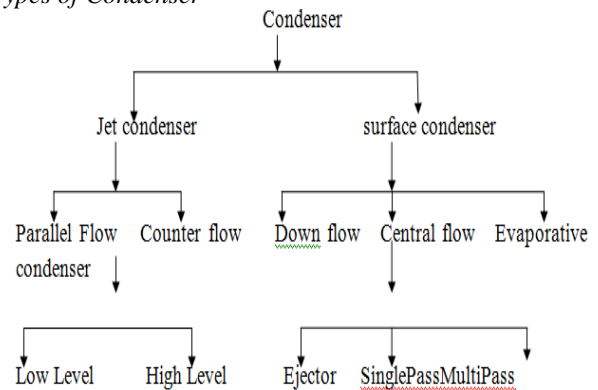 ypes of Condenser
Condenser
Jet condenser surface condenser
Parallel Flow Counter flow Down flow Central flow Evaporative
condenser
Low Level High Level Ejector SinglePassMultiPass